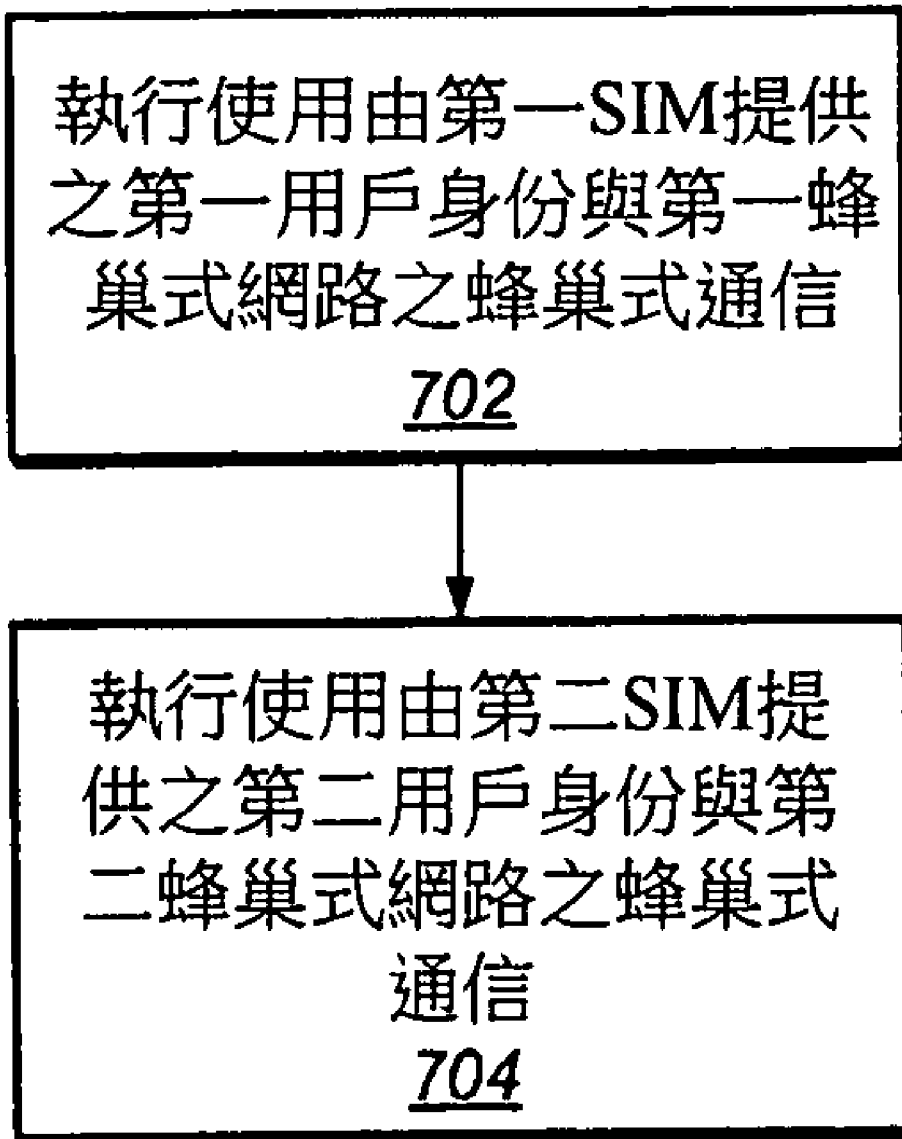 執行使用由第一SIM提供
之第一用戶身份與第一蜂
巢式網路之蜂巢式通信
702
執行使用由第二SIM提
供之第二用戶身份與第
二蜂巢式網路之蜂巢式
通信
704